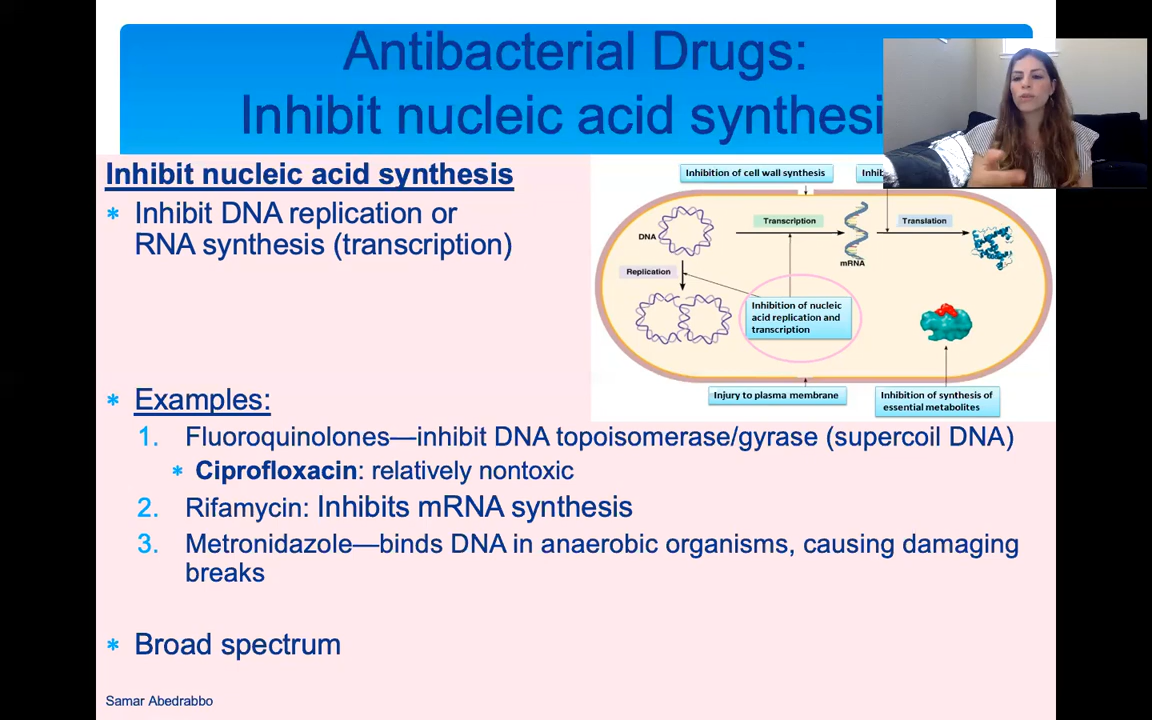 Antibacterial Drugs:
Inhibit nucleic acid synthesi
Inhibit nucleic acid synthesis
* Inhibit DNA replication or
RNA synthesis (transcription)
Inhibition of cell wall synthesis
Inhib
DNA
Transcription
mRNA
Translation
Replication
Inhibition of nucleic
acid replication and
transcription
Injury to plasma membrane
Inhibition of synthesis of
essential metabolites
* Examples:
1. Fluoroquinolones—inhibit DNA topoisomerase/gyrase (supercoil DNA)
* Ciprofloxacin: relatively nontoxic
2. Rifamycin: Inhibits mRNA synthesis
3. Metronidazole—binds DNA in anaerobic organisms, causing damaging
breaks
* Broad spectrum
Samar Abedrabbo